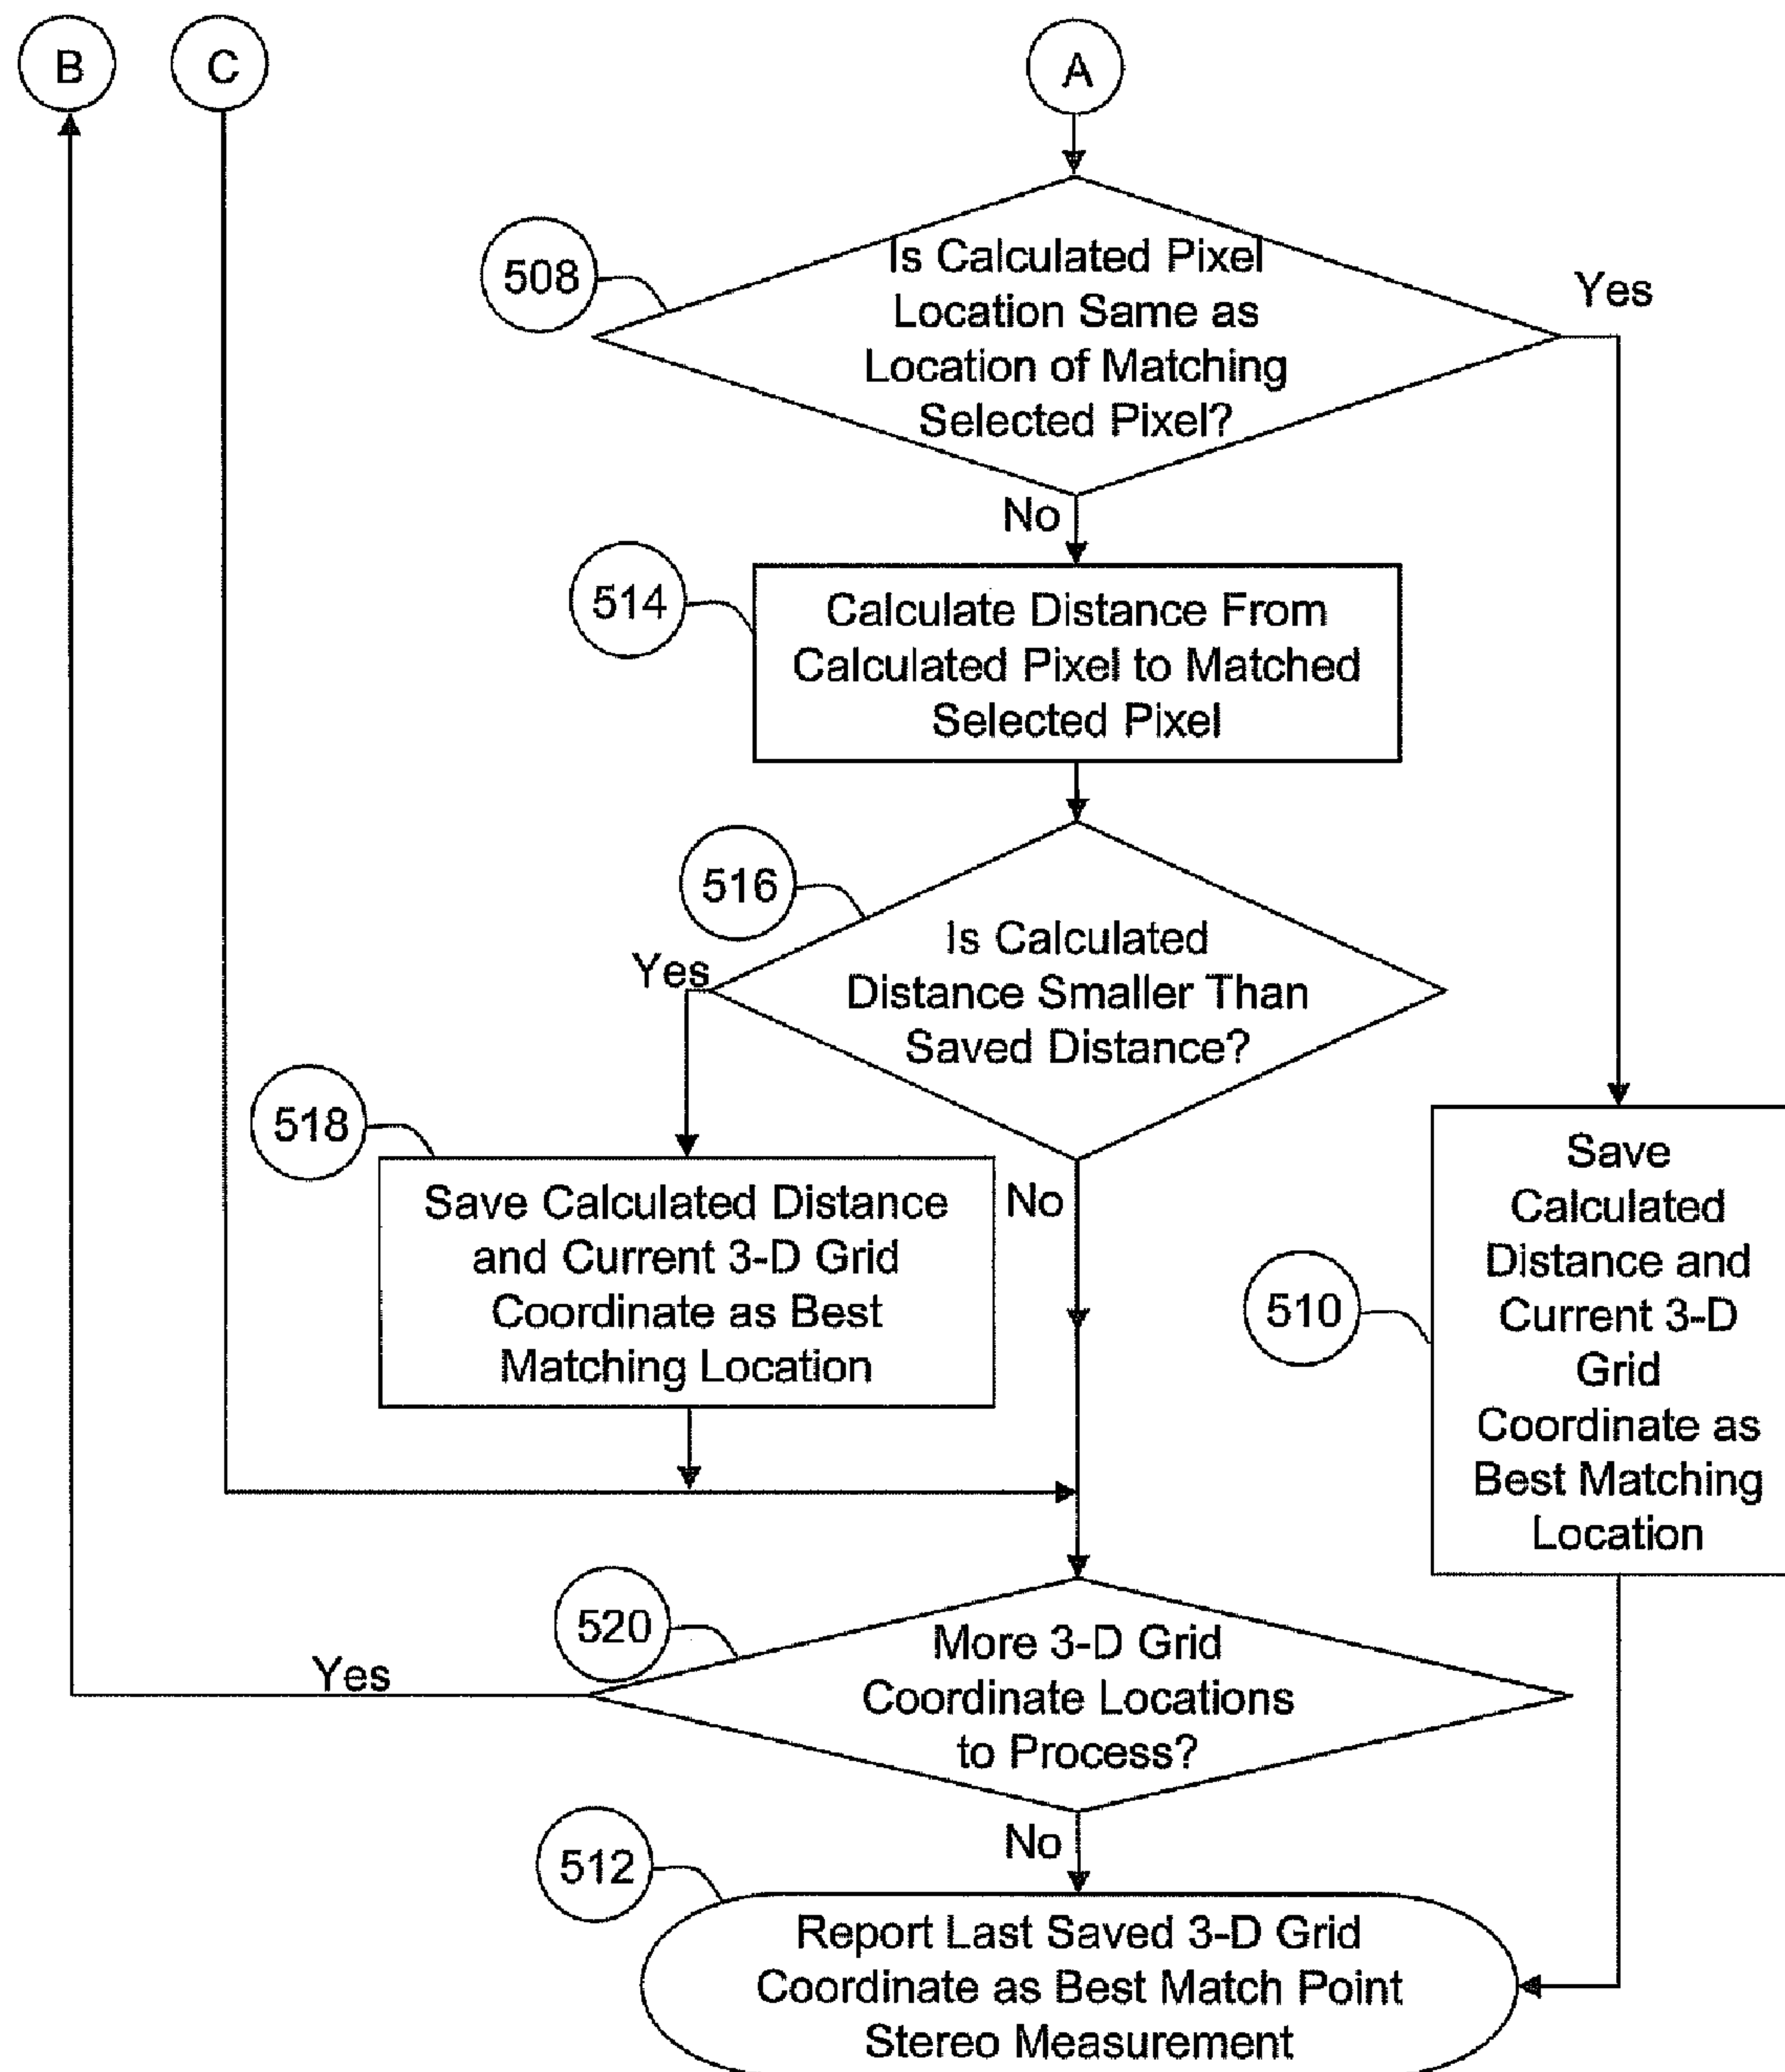 B
C
A
508
Is Calculated Pixel
Location Same as
Location of Matching
Selected Pixel?
Yes
No
514
Calculate Distance From
Calculated Pixel to Matched
Selected Pixel
516
Is Calculated
Distance Smaller Than
Saved Distance?
Yes
No
518
Save Calculated Distance
and Current 3-D Grid
Coordinate as Best
Matching Location
510
Save
Calculated
Distance and
Current 3-D
Grid
Coordinate as
Best Matching
Location
520
More 3-D Grid
Coordinate Locations
to Process?
Yes
No
512
Report Last Saved 3-D Grid
Coordinate as Best Match Point
Stereo Measurement